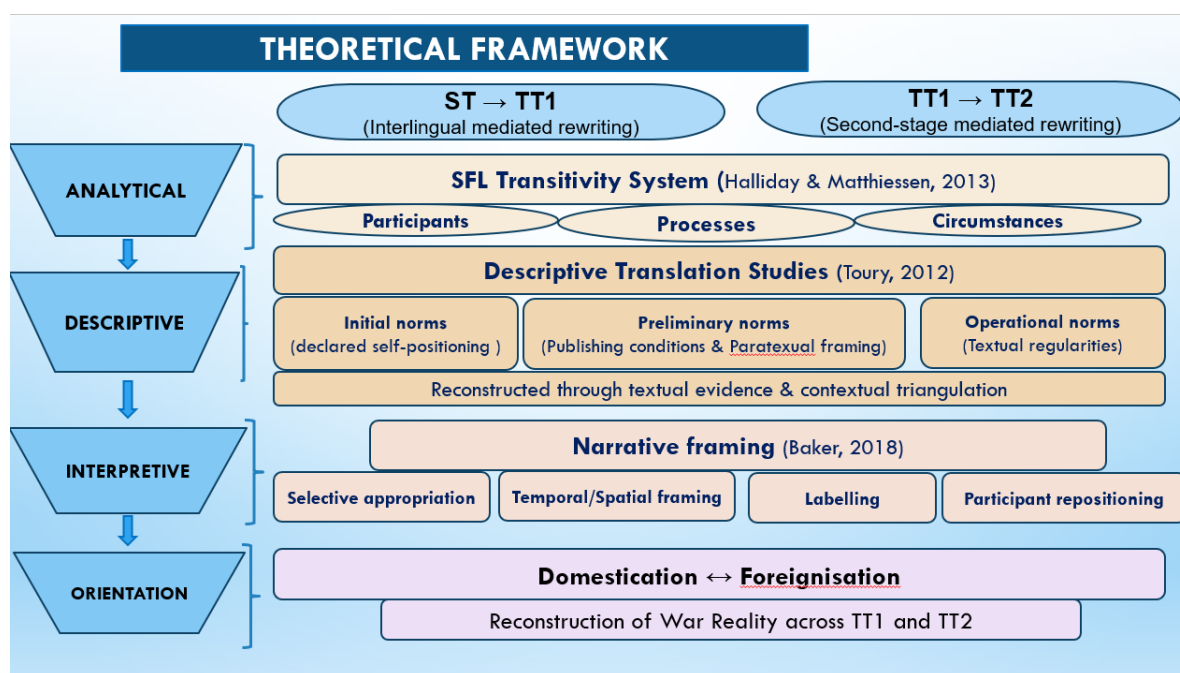 THEORETICAL FRAMEWORK
ST → TT1
(Interlingual mediated rewriting)
TT1 → TT2
(Second-stage mediated rewriting)
ANALYTICAL
SFL Transitivity System (Halliday & Matthiessen, 2013)
Participants
Processes
Circumstances
DESCRIPTIVE
Descriptive Translation Studies (Toury, 2012)
Initial norms
(declared self-positioning )
Preliminary norms
(Publishing conditions & Paratexual framing)
Operational norms
(Textual regularities)
Reconstructed through textual evidence & contextual triangulation
INTERPRETIVE
Narrative framing (Baker, 2018)
Selective appropriation
Temporal/Spatial framing
Labelling
Participant repositioning
ORIENTATION
Domestication ↔ Foreignisation
Reconstruction of War Reality across TT1 and TT2